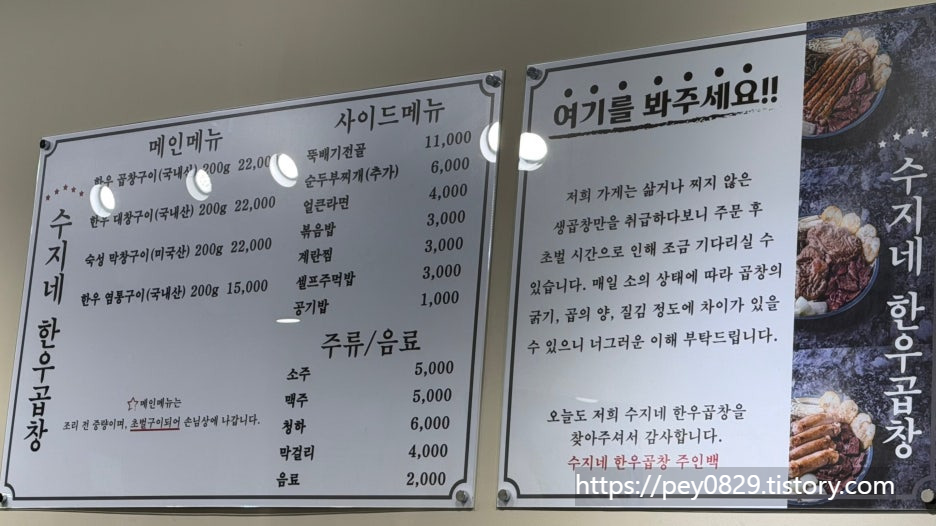 수지네 한우곱창
메인메뉴
한우 곱창구이(국내산) 200g 22,000
한우 대창구이(국내산) 200g 22,000
숙성 막창구이(미국산) 200g 22,000
한우 염통구이(국내산) 200g 15,000
메인메뉴는
조리 전 중량이며, 초벌구이되어 손님상에 나갑니다.
사이드메뉴
뚝배기전골 11,000
순두부찌개(추가) 6,000
얼큰라면 4,000
볶음밥 3,000
계란찜 3,000
셀프주먹밥 3,000
공기밥 1,000
주류/음료
소주 5,000
맥주 5,000
청하 6,000
막걸리 4,000
음료 2,000
여기를 봐주세요!!
저희 가게는 삶거나 찌지 않은
생곱창만을 취급하다보니 주문 후
초벌 시간으로 인해 조금 기다리실 수
있습니다. 매일 소의 상태에 따라 곱창의
굵기, 곱의 양, 질김 정도에 차이가 있을
수 있으니 너그러운 이해 부탁드립니다.
오늘도 저희 수지네 한우곱창을
찾아주셔서 감사합니다.
수지네 한우곱창 주인백
수지네 한우곱창
https://pey0829.tistory.com